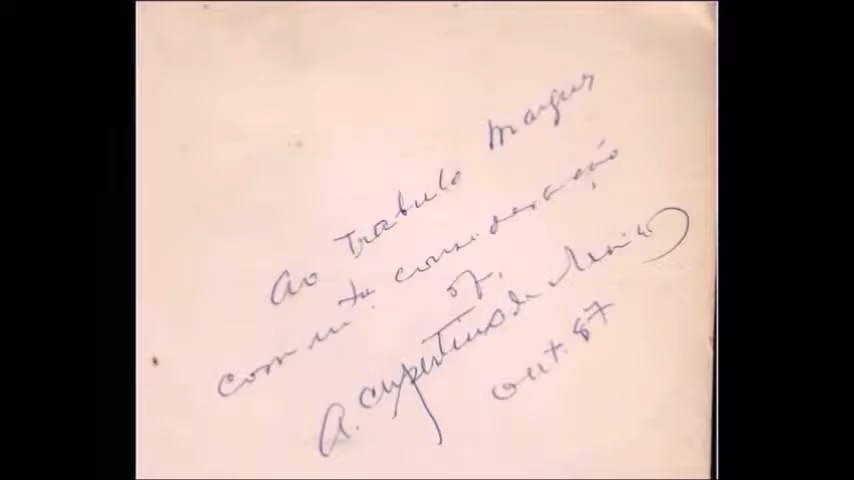 Ao Trabulo Marques
com m.ta consideração
of.
A. Cupertino de
out. 87